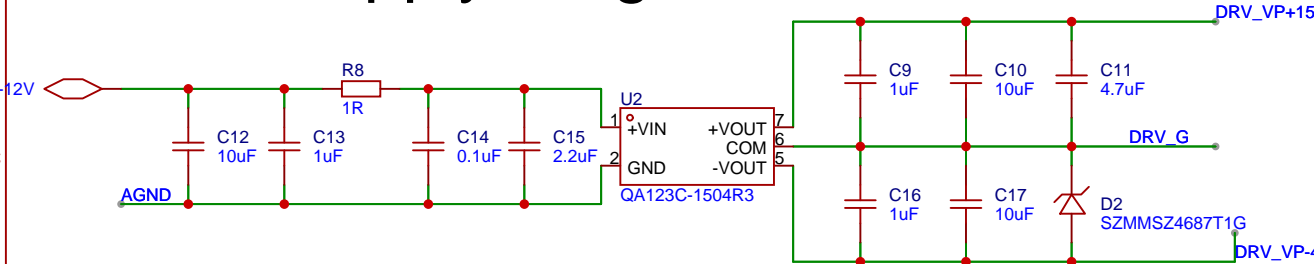 DRV_VP+15
-12V
R8
1R
C12
10uF
C13
1uF
C14
0.1uF
C15
2.2uF
U2
1
+VIN
2
GND
+VOUT
7
COM
6
-VOUT
5
QA123C-1504R3
AGND
C9
1uF
C10
10uF
C11
4.7uF
DRV_G
C16
1uF
C17
10uF
D2
SZMMSZ4687T1G
DRV_VP-4